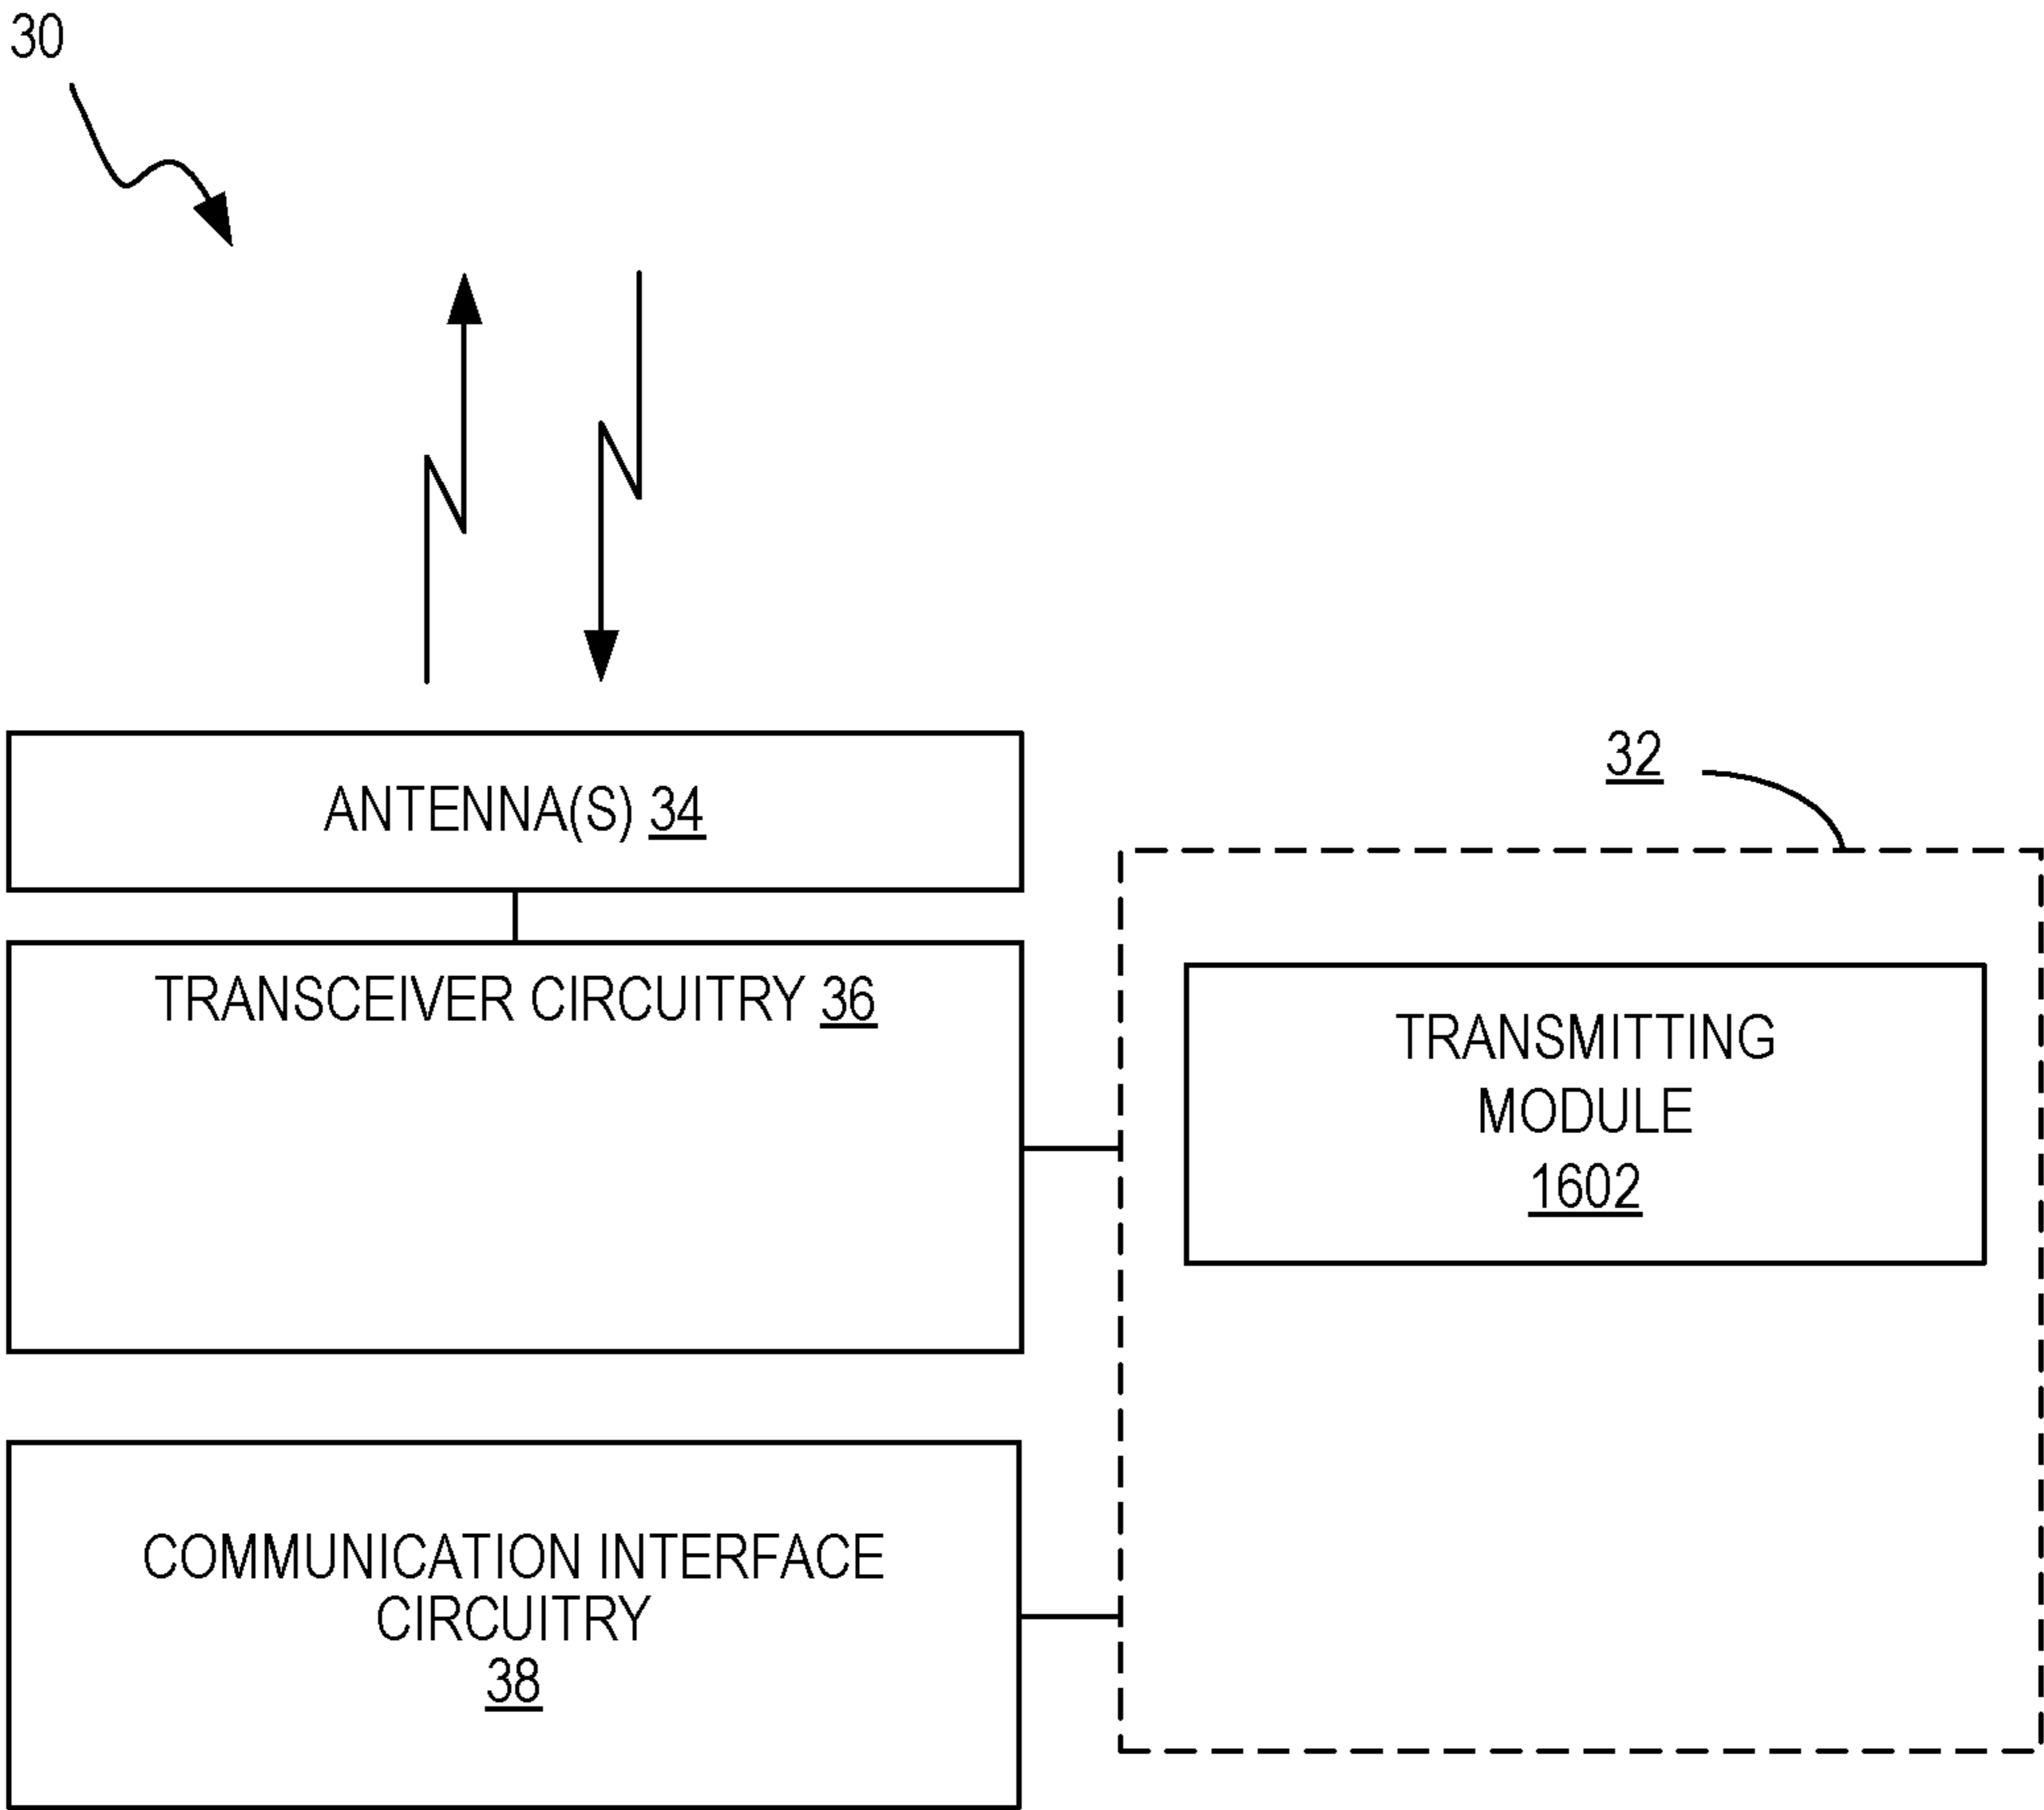 30
ANTENNA(S) 34
32
TRANSCEIVER CIRCUITRY 36
TRANSMITTING
MODULE
1602
COMMUNICATION INTERFACE
CIRCUITRY
38